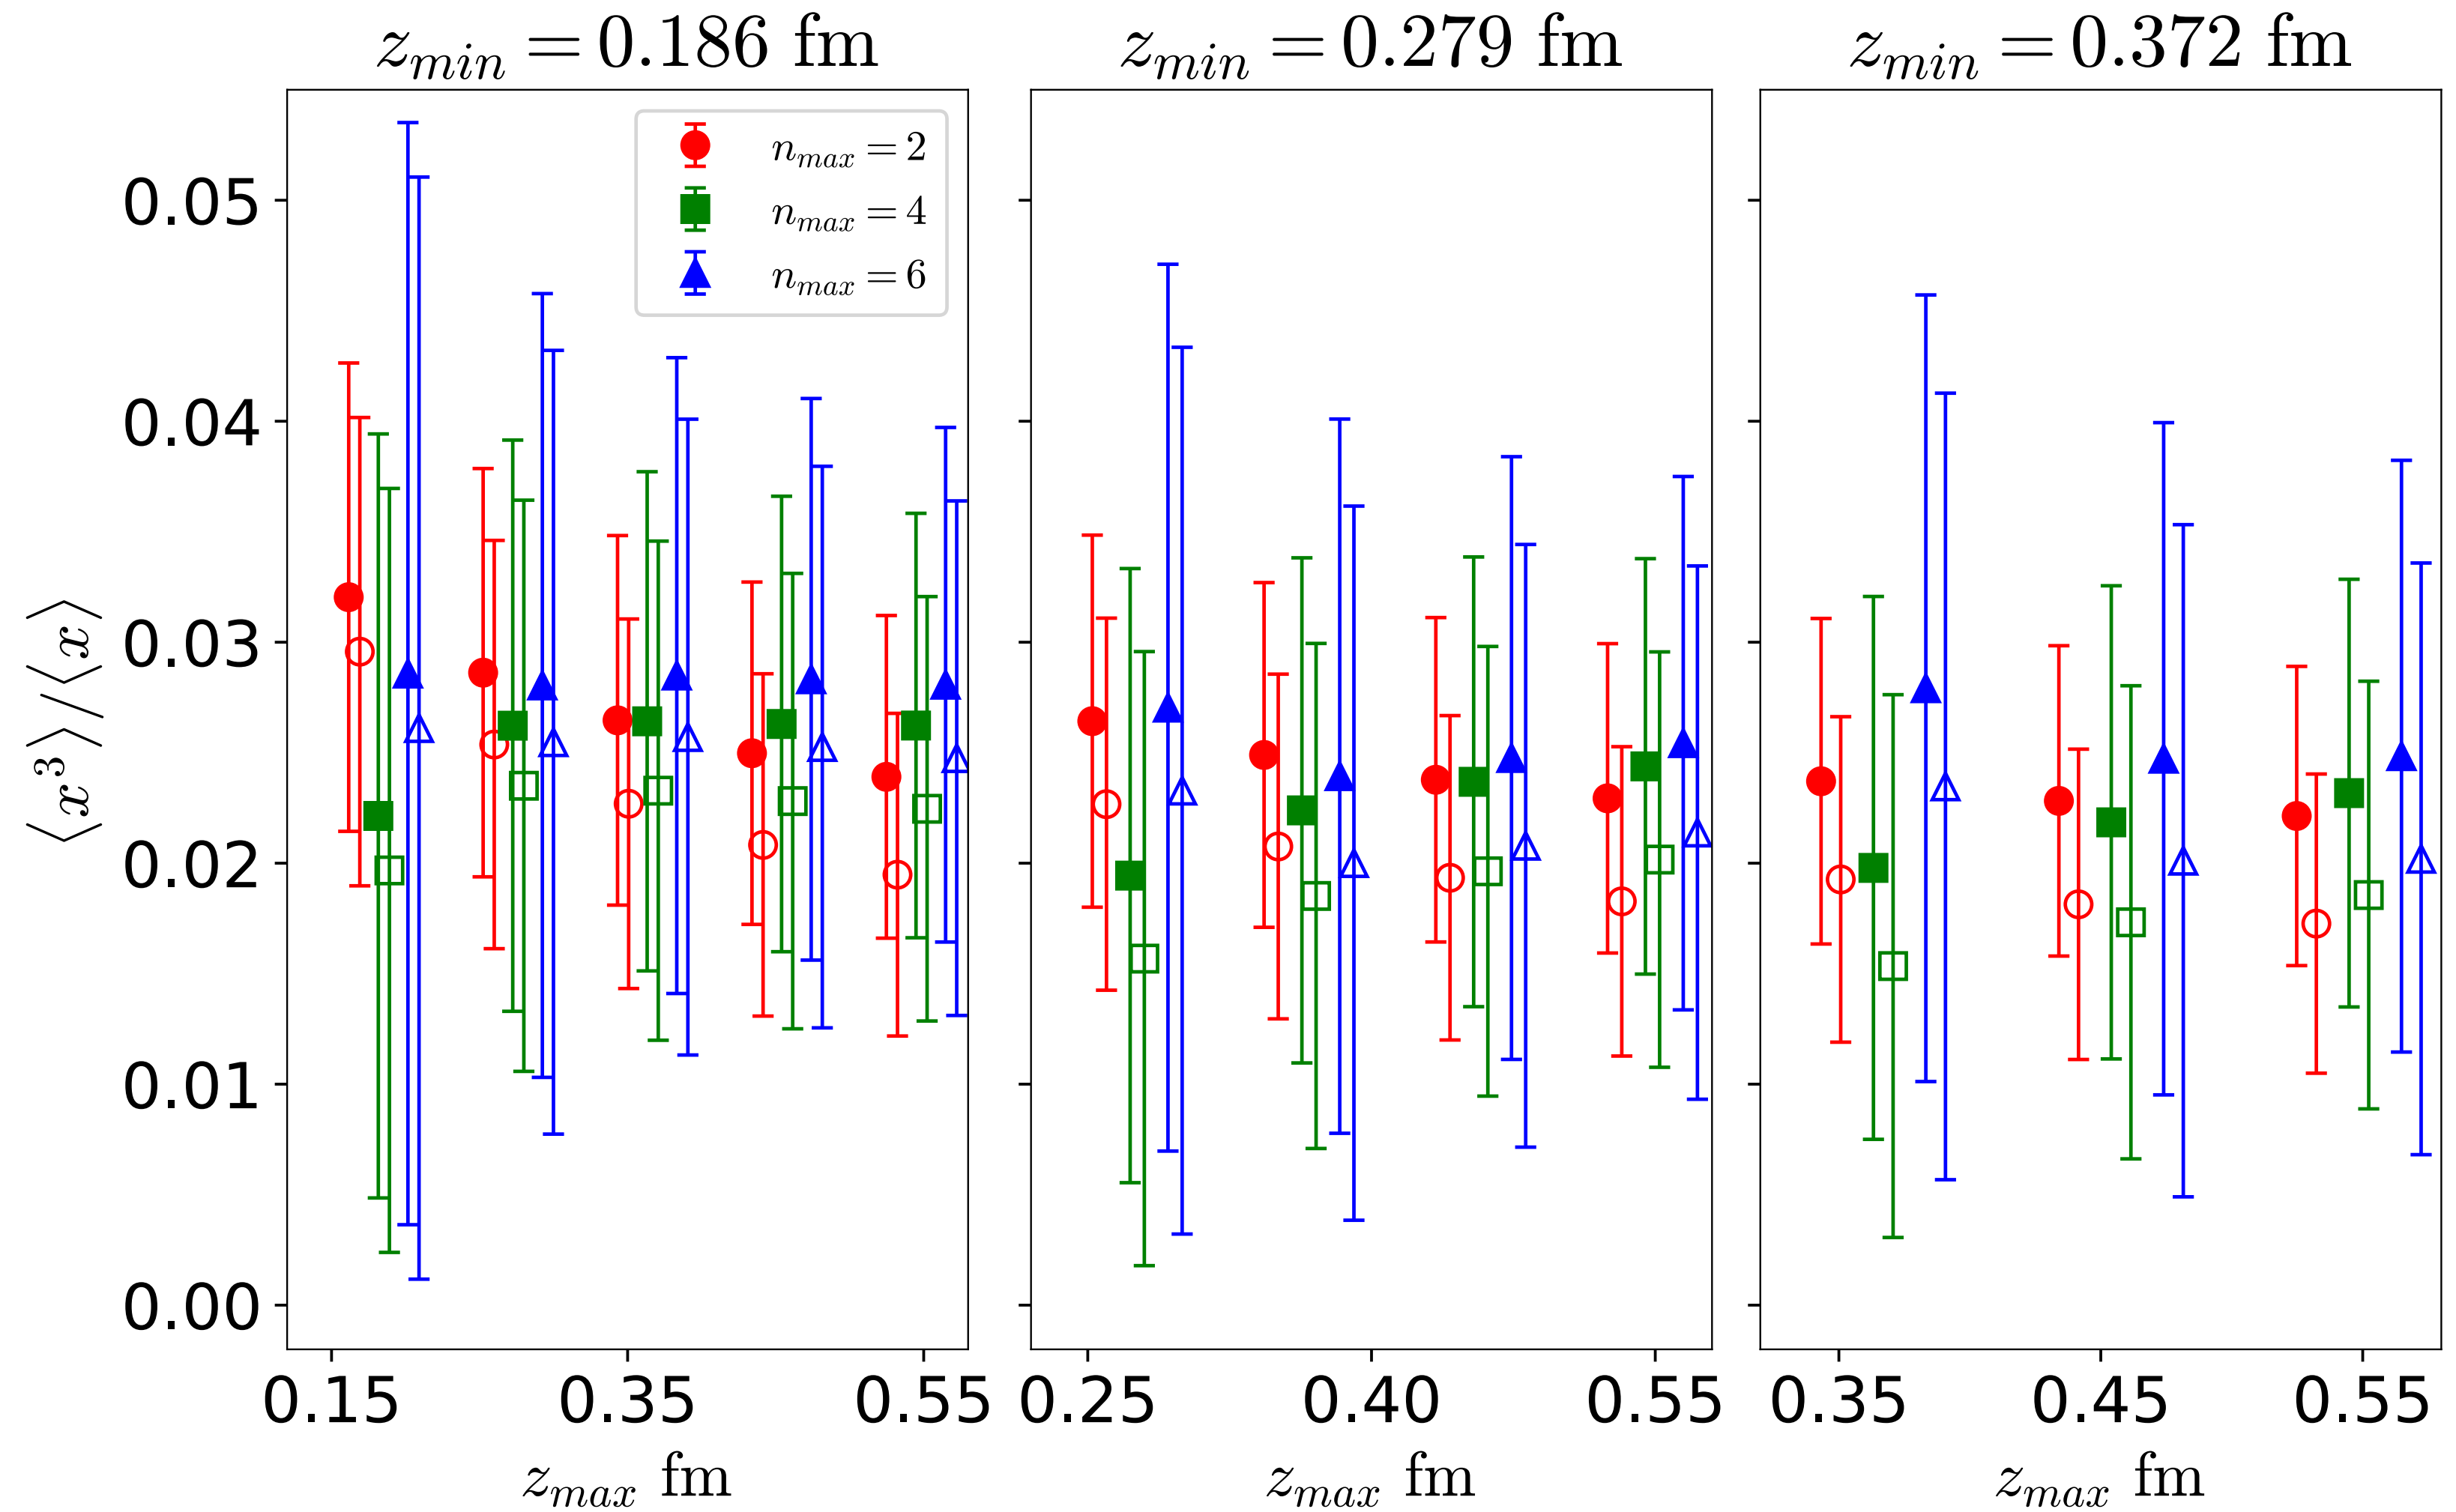 z_min = 0.186 fm
z_min = 0.279 fm
z_min = 0.372 fm
n_max = 2
n_max = 4
n_max = 6
⟨x³⟩/⟨x⟩
0.05
0.04
0.03
0.02
0.01
0.00
0.15 0.35 0.55
0.25 0.40 0.55
0.35 0.45 0.55
z_max fm
z_max fm
z_max fm